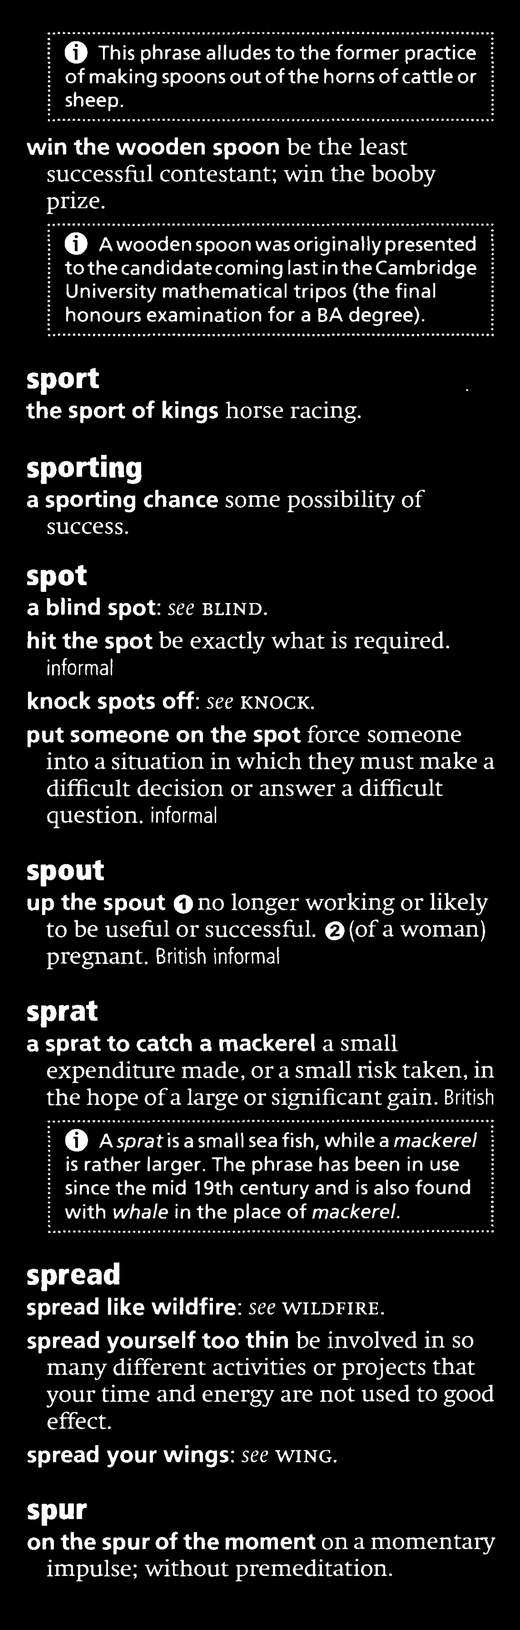 ⓘ This phrase alludes to the former practice
of making spoons out of the horns of cattle or
sheep.
win the wooden spoon be the least
successful contestant; win the booby
prize.
ⓘ A wooden spoon was originally presented
to the candidate coming last in the Cambridge
University mathematical tripos (the final
honours examination for a BA degree).
sport
the sport of kings horse racing.
sporting
a sporting chance some possibility of
success.
spot
a blind spot: see BLIND.
hit the spot be exactly what is required.
informal
knock spots off: see KNOCK.
put someone on the spot force someone
into a situation in which they must make a
difficult decision or answer a difficult
question. informal
spout
up the spout ❶ no longer working or likely
to be useful or successful. ❷ (of a woman)
pregnant. British informal
sprat
a sprat to catch a mackerel a small
expenditure made, or a small risk taken, in
the hope of a large or significant gain. British
ⓘ A sprat is a small sea fish, while a mackerel
is rather larger. The phrase has been in use
since the mid 19th century and is also found
with whale in the place of mackerel.
spread
spread like wildfire: see WILDFIRE.
spread yourself too thin be involved in so
many different activities or projects that
your time and energy are not used to good
effect.
spread your wings: see WING.
spur
on the spur of the moment on a momentary
impulse; without premeditation.